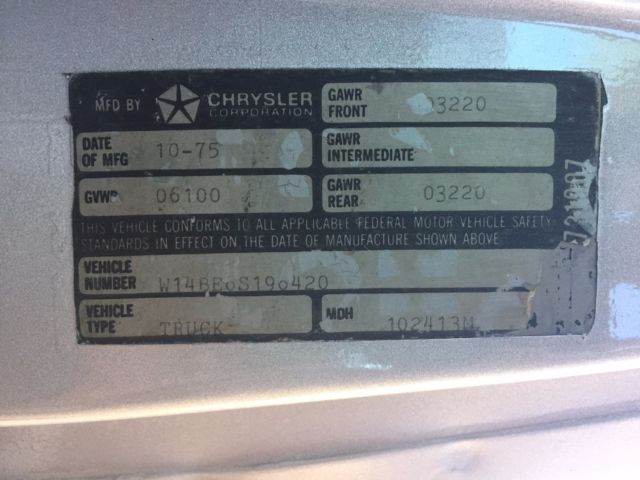 MFD BY CHRYSLER CORPORATION
GAWR FRONT 03220
DATE OF MFG 10-75
GAWR INTERMEDIATE
GVWR 06100
GAWR REAR 03220
THIS VEHICLE CONFORMS TO ALL APPLICABLE FEDERAL MOTOR VEHICLE SAFETY
STANDARDS IN EFFECT ON THE DATE OF MANUFACTURE SHOWN ABOVE
VEHICLE NUMBER W14BE6S196420
VEHICLE TYPE TRUCK
MDH 102413M